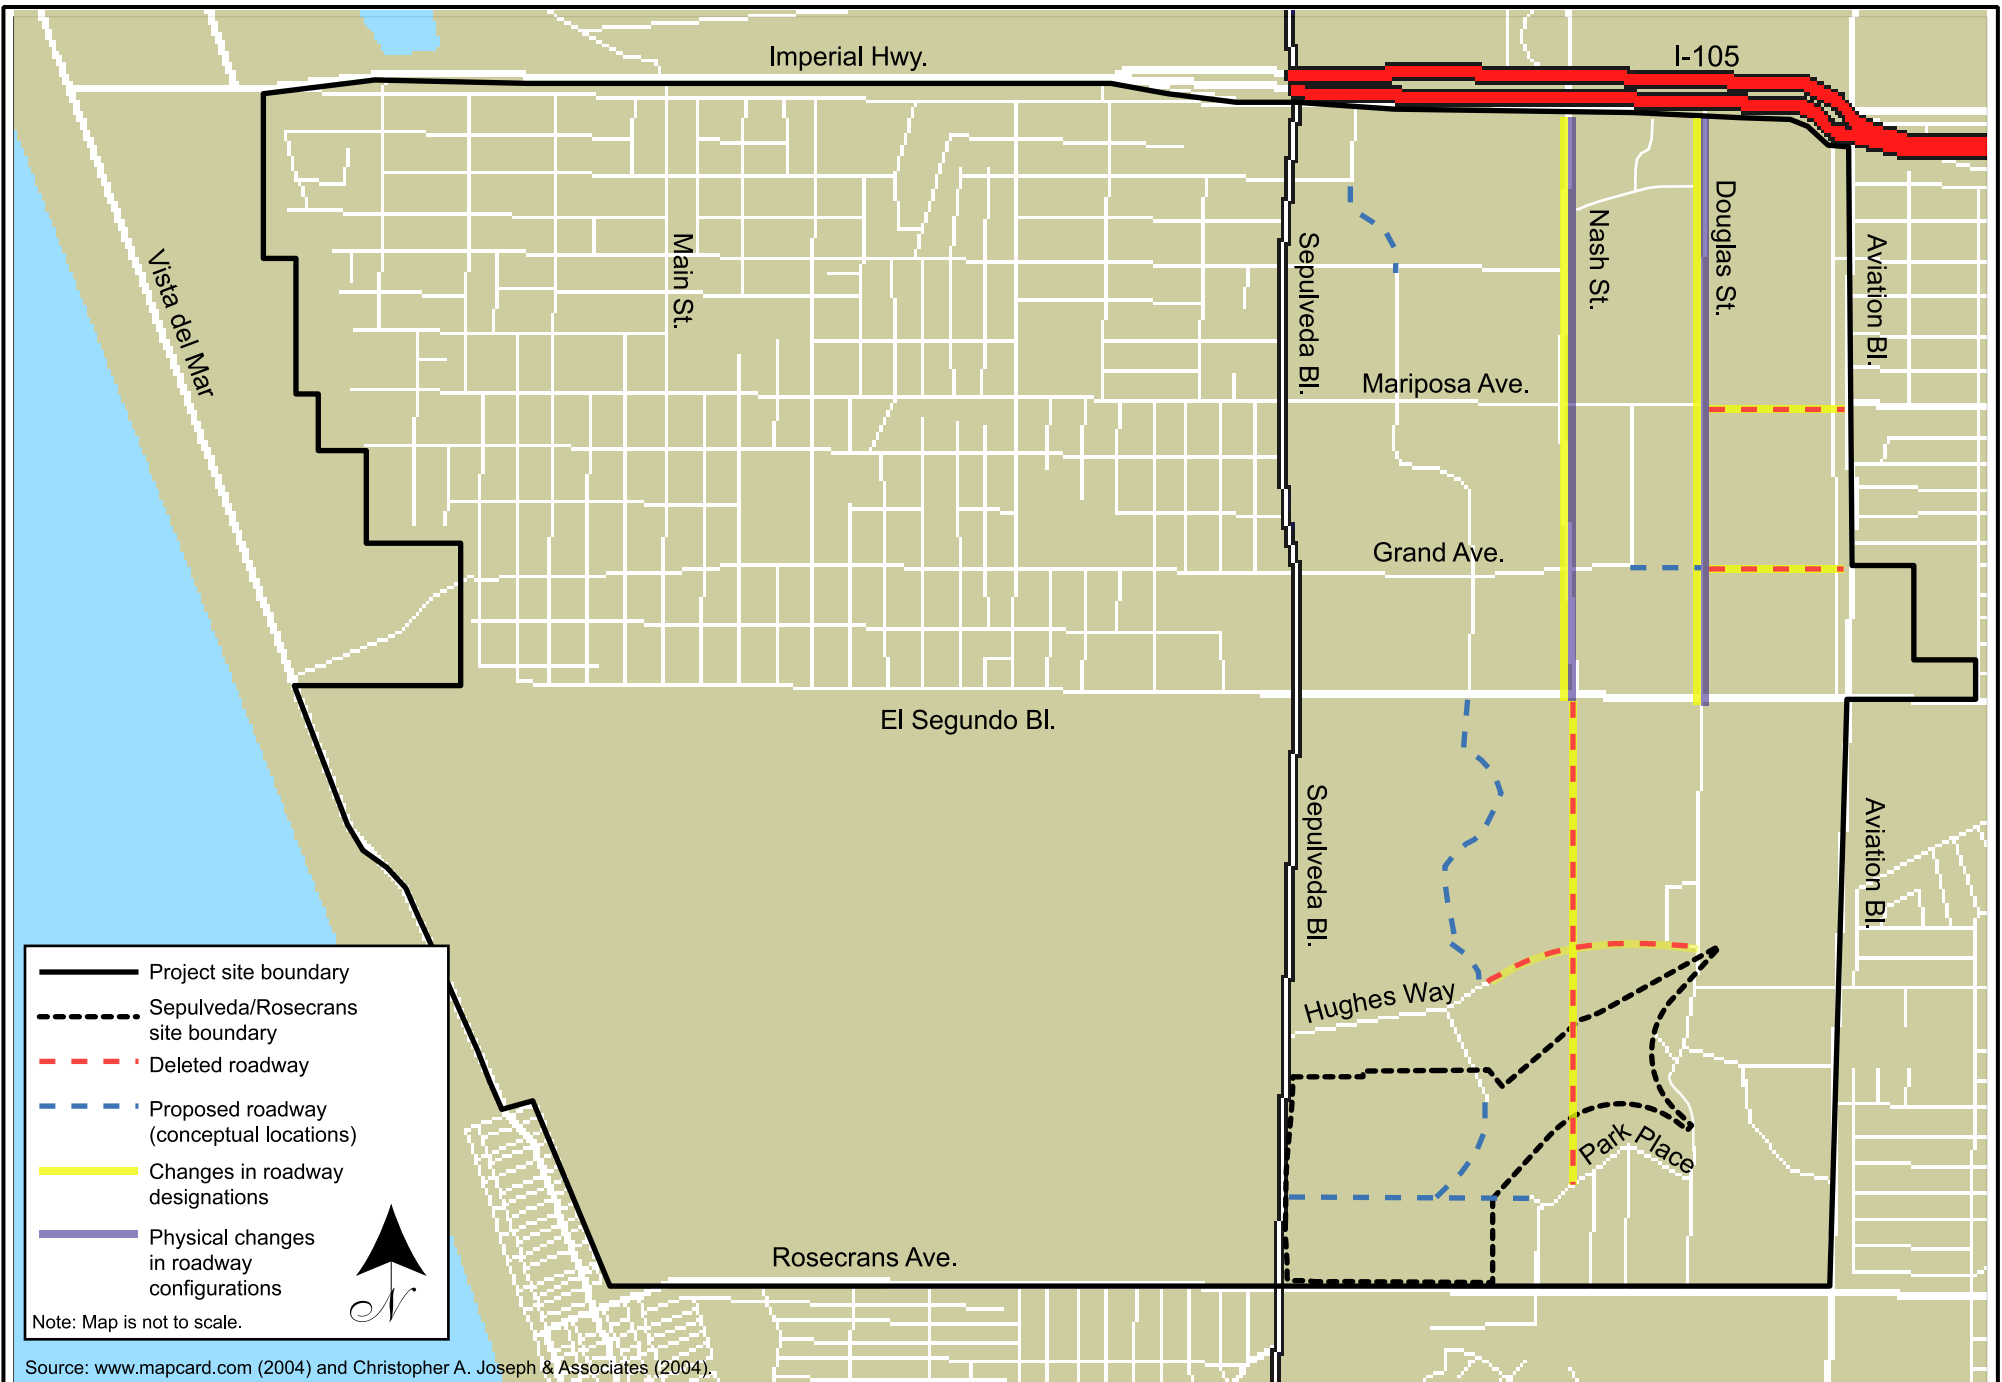 Imperial Hwy.
I-105
Vista del Mar
Main St.
Sepulveda Bl.
Nash St.
Douglas St.
Aviation Bl.
Mariposa Ave.
Grand Ave.
El Segundo Bl.
Sepulveda Bl.
Aviation Bl.
Hughes Way
Park Place
Rosecrans Ave.
Project site boundary
Sepulveda/Rosecrans
site boundary
Deleted roadway
Proposed roadway
(conceptual locations)
Changes in roadway
designations
Physical changes
in roadway
configurations
N
Note: Map is not to scale.
Source: www.mapcard.com (2004) and Christopher A. Joseph & Associates (2004).